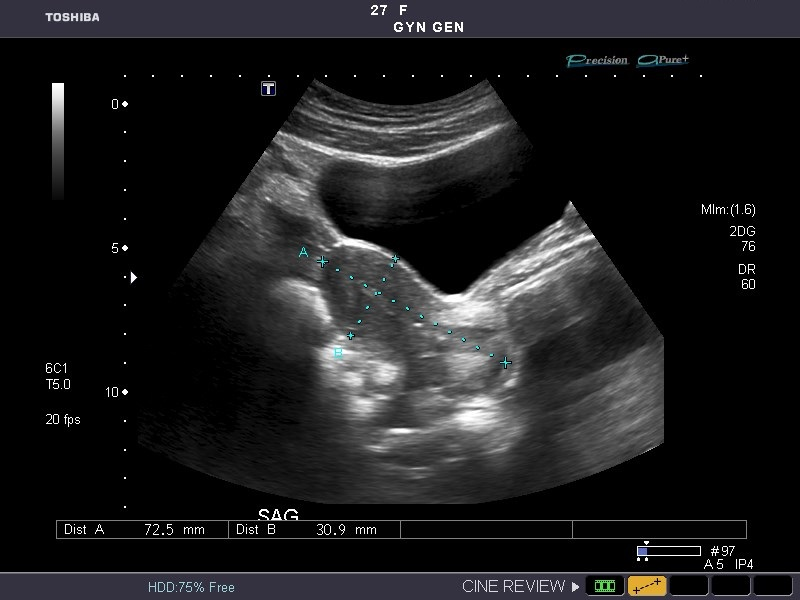 TOSHIBA
27 F
GYN GEN
Precision APure+
T
0
MIm:(1.6)
2DG
76
DR
60
5
A
B
6C1
T5.0
10
20 fps
SAG
Dist A 72.5 mm Dist B 30.9 mm
#97
A 5 IP4
HDD:75% Free
CINE REVIEW